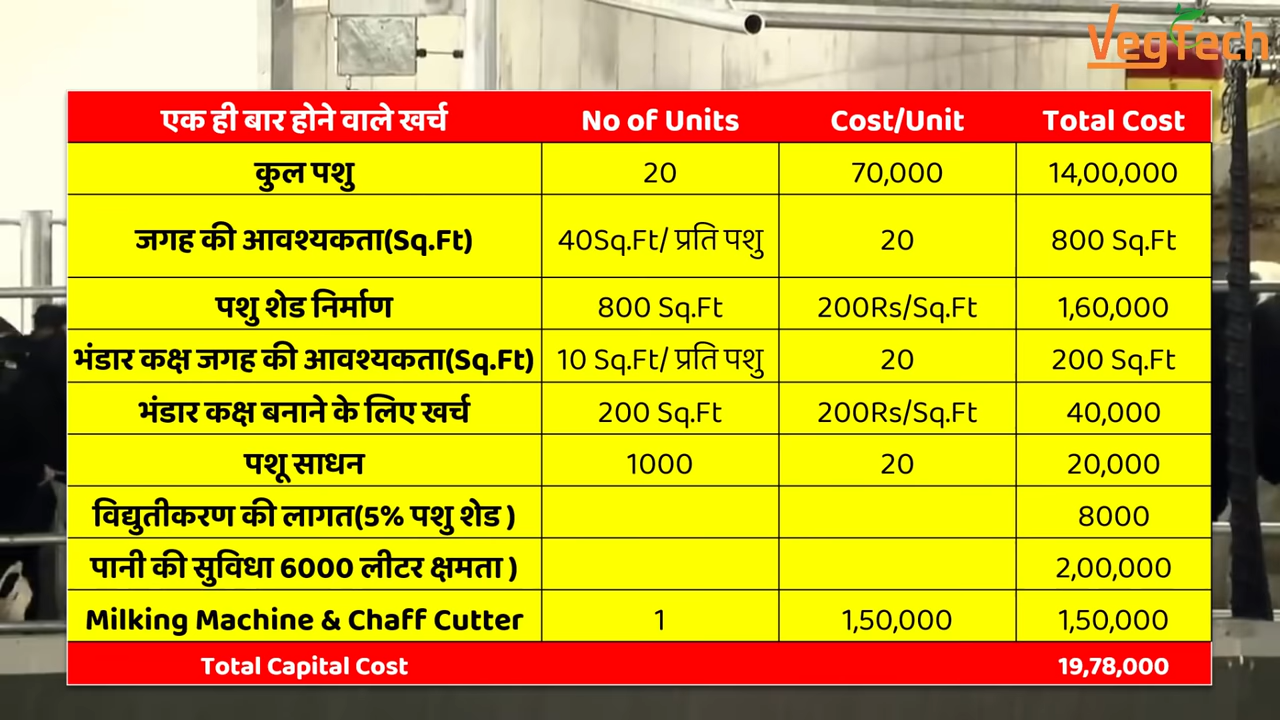 VegTech
एक ही बार होने वाले खर्च No of Units Cost/Unit Total Cost
कुल पशु 20 70,000 14,00,000
जगह की आवश्यकता(Sq.Ft) 40Sq.Ft/ प्रति पशु 20 800 Sq.Ft
पशु शेड निर्माण 800 Sq.Ft 200Rs/Sq.Ft 1,60,000
भंडार कक्ष जगह की आवश्यकता(Sq.Ft) 10 Sq.Ft/ प्रति पशु 20 200 Sq.Ft
भंडार कक्ष बनाने के लिए खर्च 200 Sq.Ft 200Rs/Sq.Ft 40,000
पशू साधन 1000 20 20,000
विद्युतीकरण की लागत(5% पशु शेड ) 8000
पानी की सुविधा 6000 लीटर क्षमता ) 2,00,000
Milking Machine & Chaff Cutter 1 1,50,000 1,50,000
Total Capital Cost 19,78,000